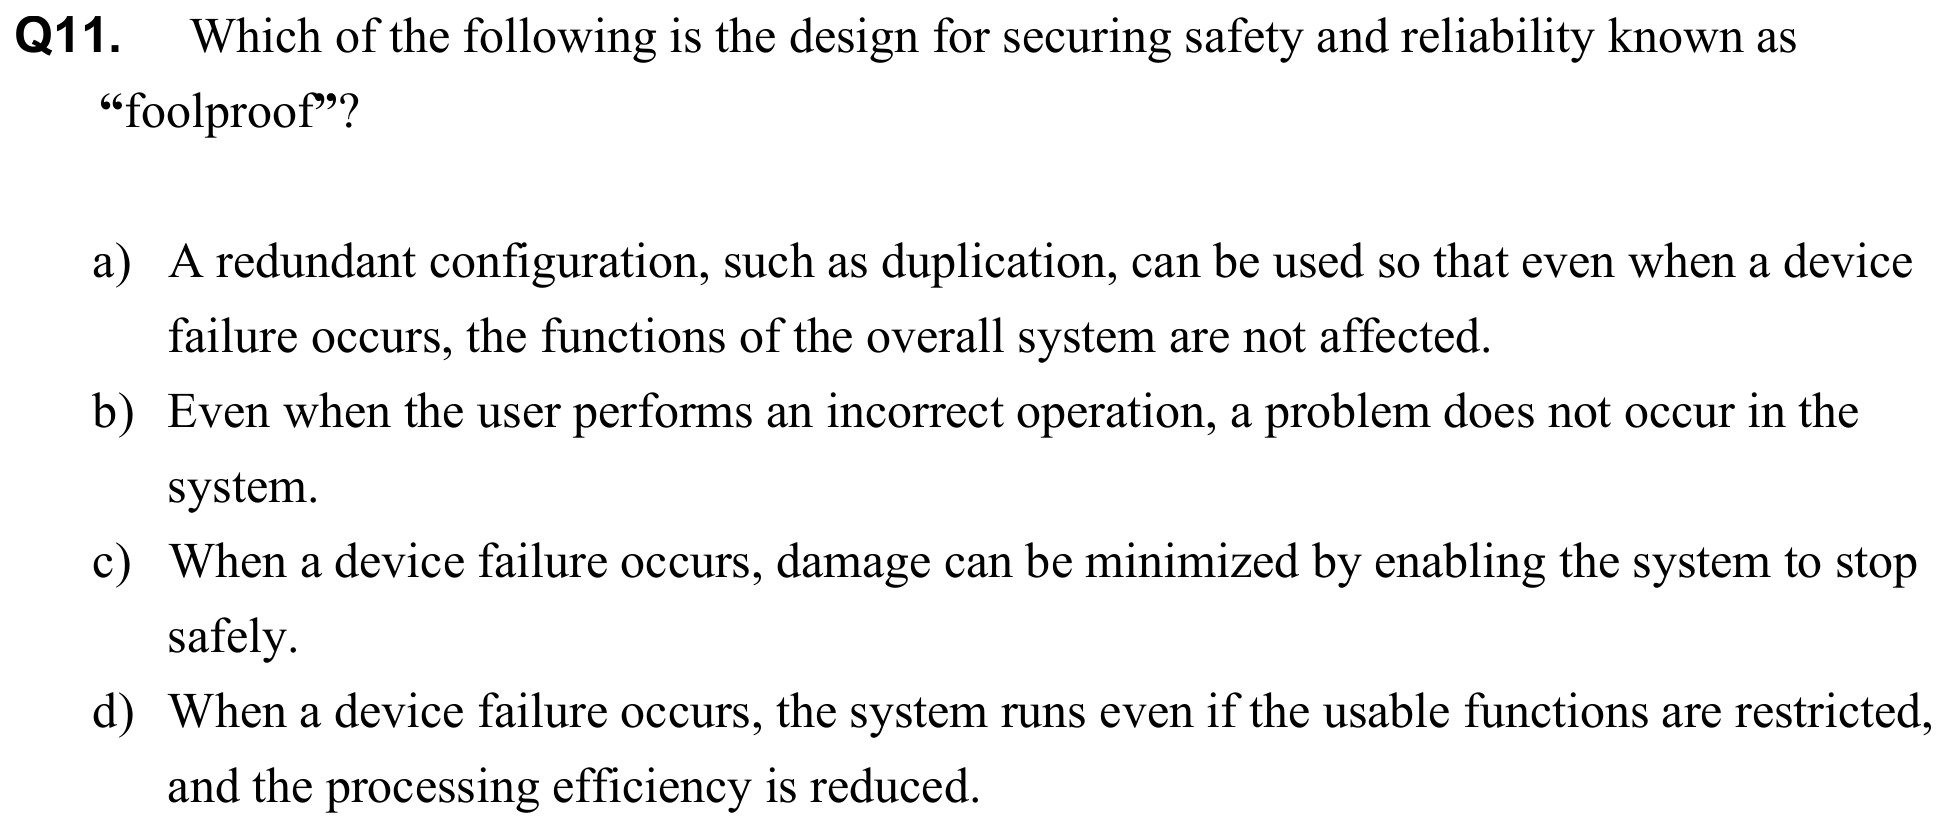 Q11. Which of the following is the design for securing safety and reliability known as
“foolproof”?
a) A redundant configuration, such as duplication, can be used so that even when a device
failure occurs, the functions of the overall system are not affected.
b) Even when the user performs an incorrect operation, a problem does not occur in the
system.
c) When a device failure occurs, damage can be minimized by enabling the system to stop
safely.
d) When a device failure occurs, the system runs even if the usable functions are restricted,
and the processing efficiency is reduced.